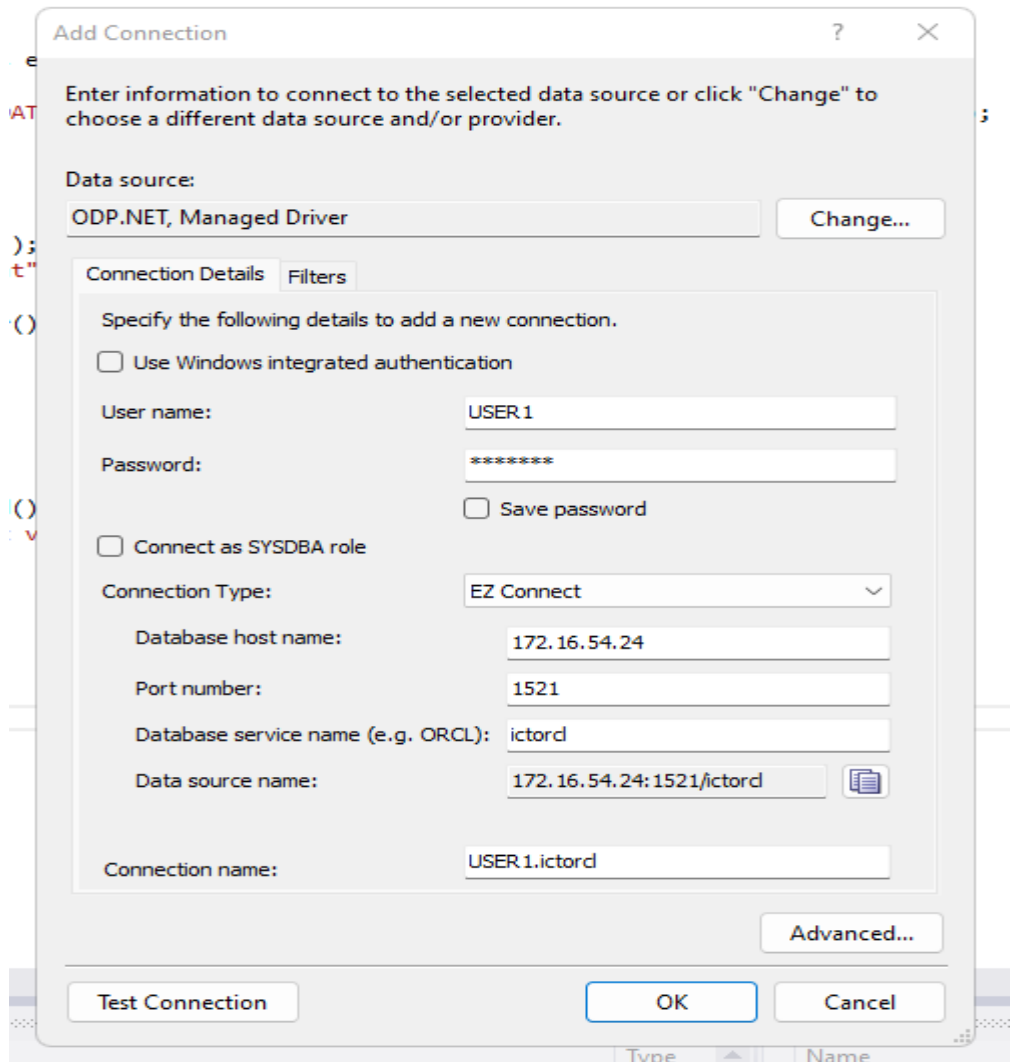 Add Connection ?
e
Enter information to connect to the selected data source or click "Change" to
choose a different data source and/or provider.
DAT
;
Data source:
ODP.NET, Managed Driver
Change...
);
t"
Connection Details
Filters
()
Specify the following details to add a new connection.
Use Windows integrated authentication
User name: USER1
Password: *******
()
Save password
v
Connect as SYSDBA role
Connection Type: EZ Connect
Database host name: 172.16.54.24
Port number: 1521
Database service name (e.g. ORCL): ictorcl
Data source name: 172.16.54.24:1521/ictorcl
Connection name: USER1.ictorcl
Advanced...
Test Connection
OK
Cancel
Type
Name